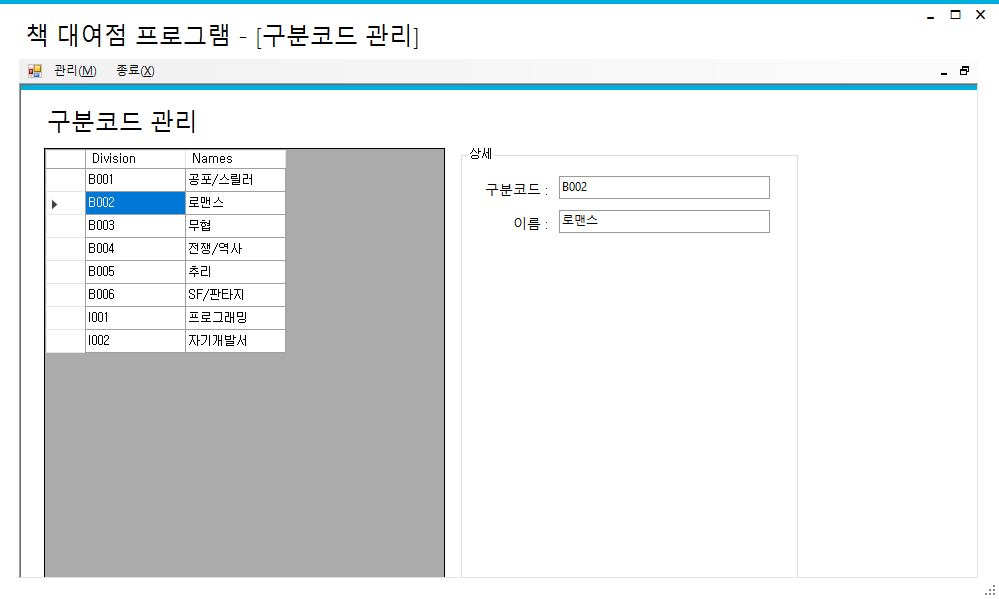 책 대여점 프로그램 - [구분코드 관리]
관리(M) 종료(X)
구분코드 관리
Division Names
B001 공포/스릴러
B002 로맨스
B003 무협
B004 전쟁/역사
B005 추리
B006 SF/판타지
I001 프로그래밍
I002 자기개발서
상세
구분코드 : B002
이름 : 로맨스